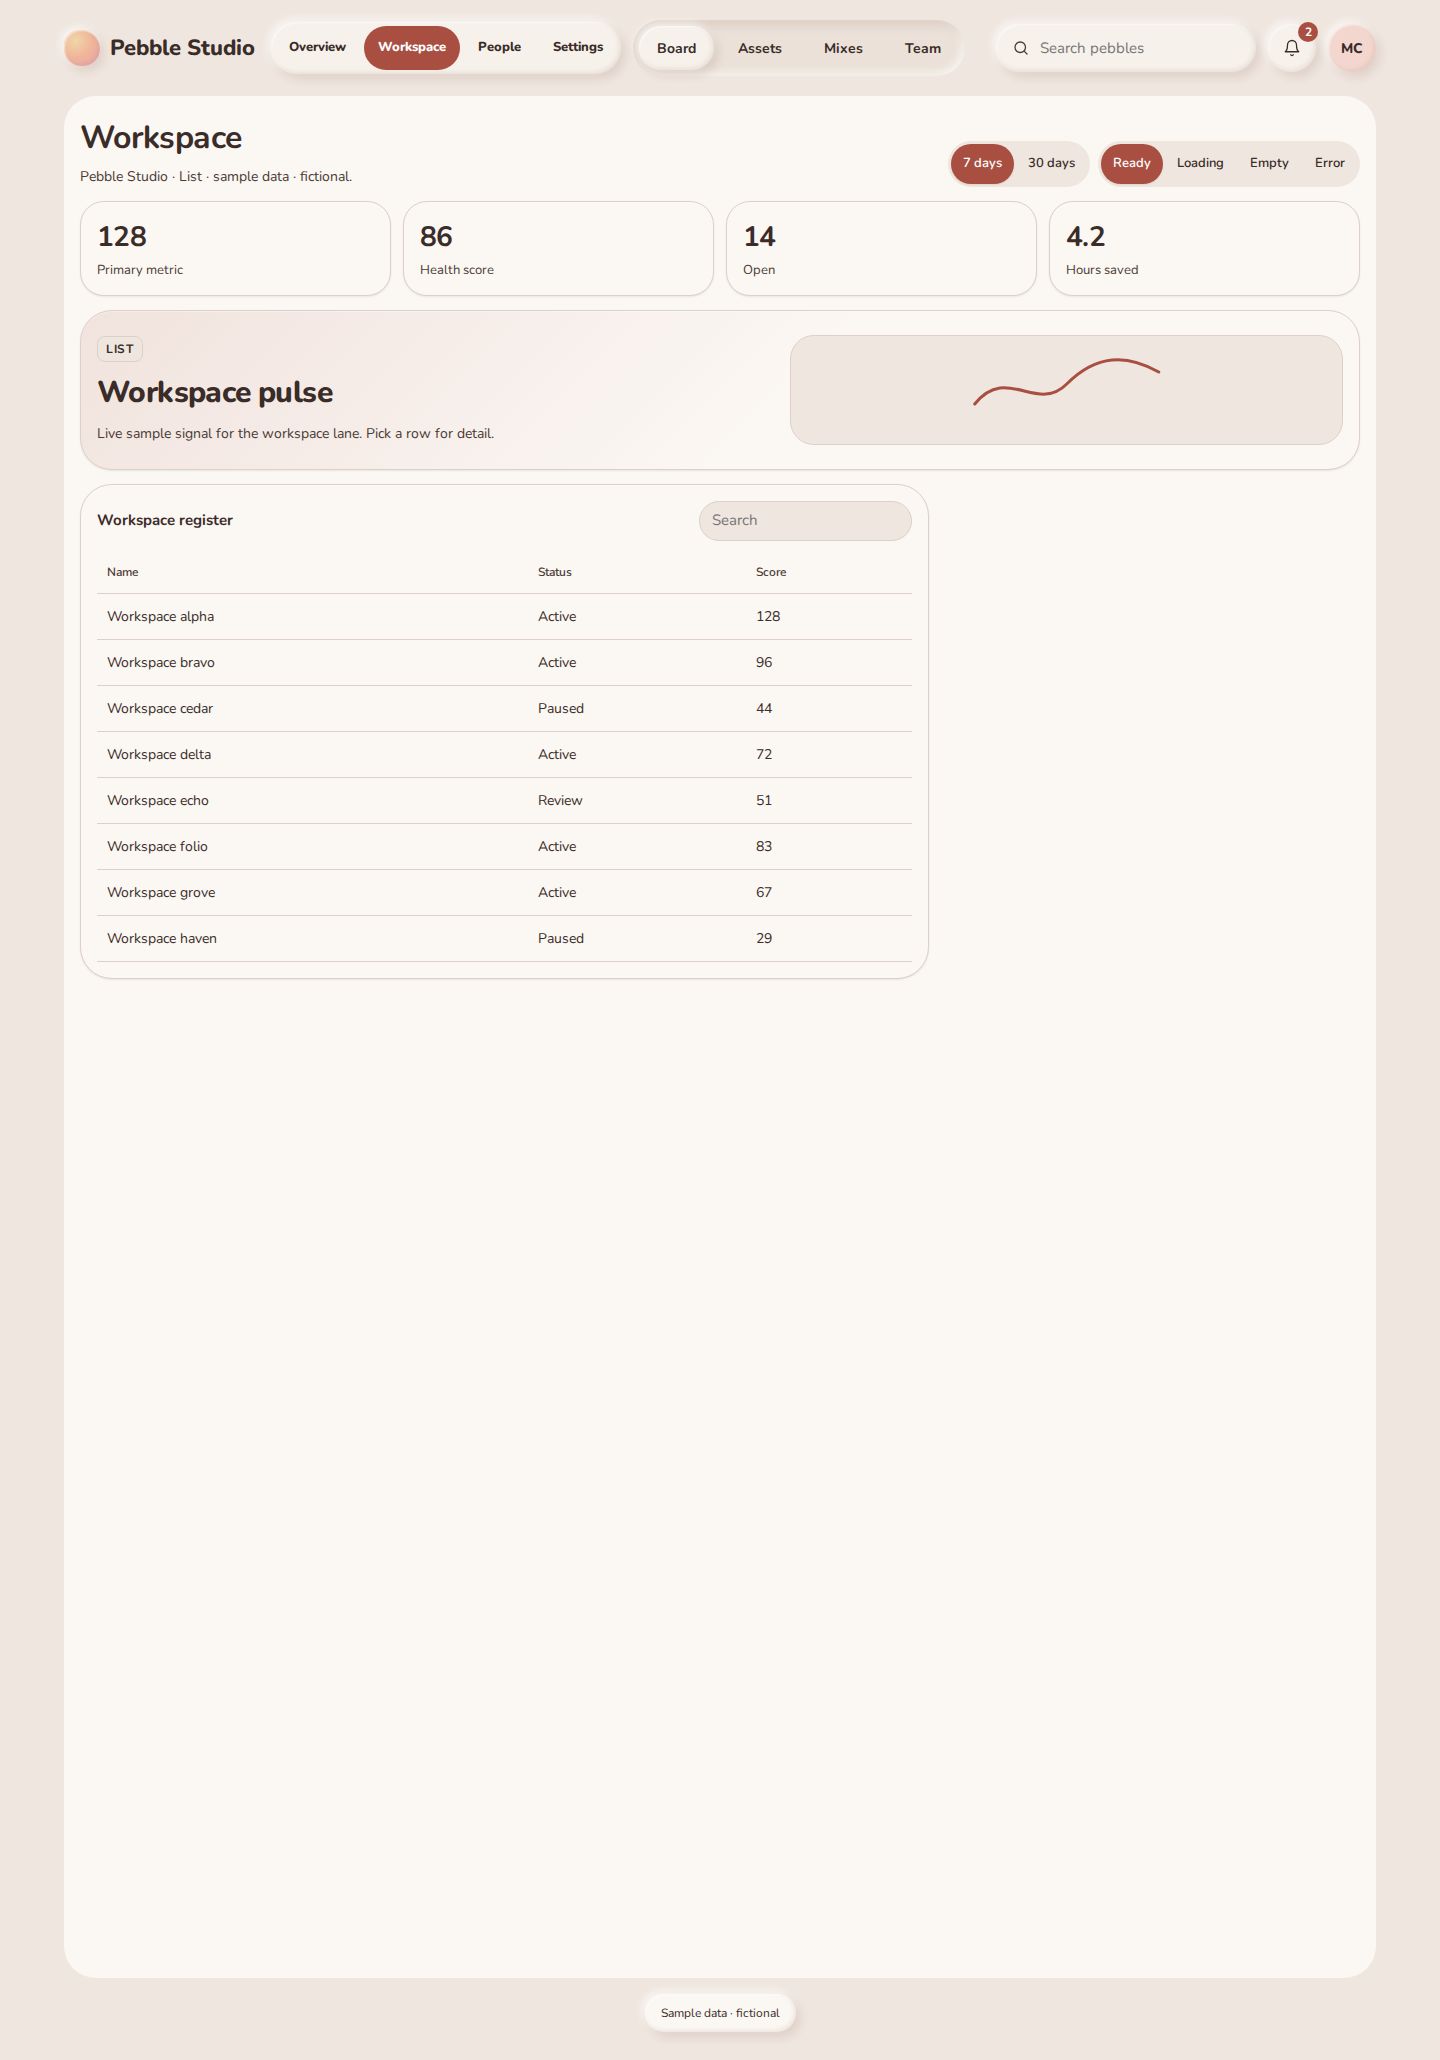 Pebble Studio
Overview Workspace People Settings
Board Assets Mixes Team
Search pebbles
2
MC
Workspace
Pebble Studio · List · sample data · fictional.
7 days 30 days
Ready Loading Empty Error
128
Primary metric
86
Health score
14
Open
4.2
Hours saved
LIST
Workspace pulse
Live sample signal for the workspace lane. Pick a row for detail.
Workspace register
Search
Name Status Score
Workspace alpha Active 128
Workspace bravo Active 96
Workspace cedar Paused 44
Workspace delta Active 72
Workspace echo Review 51
Workspace folio Active 83
Workspace grove Active 67
Workspace haven Paused 29
Sample data · fictional